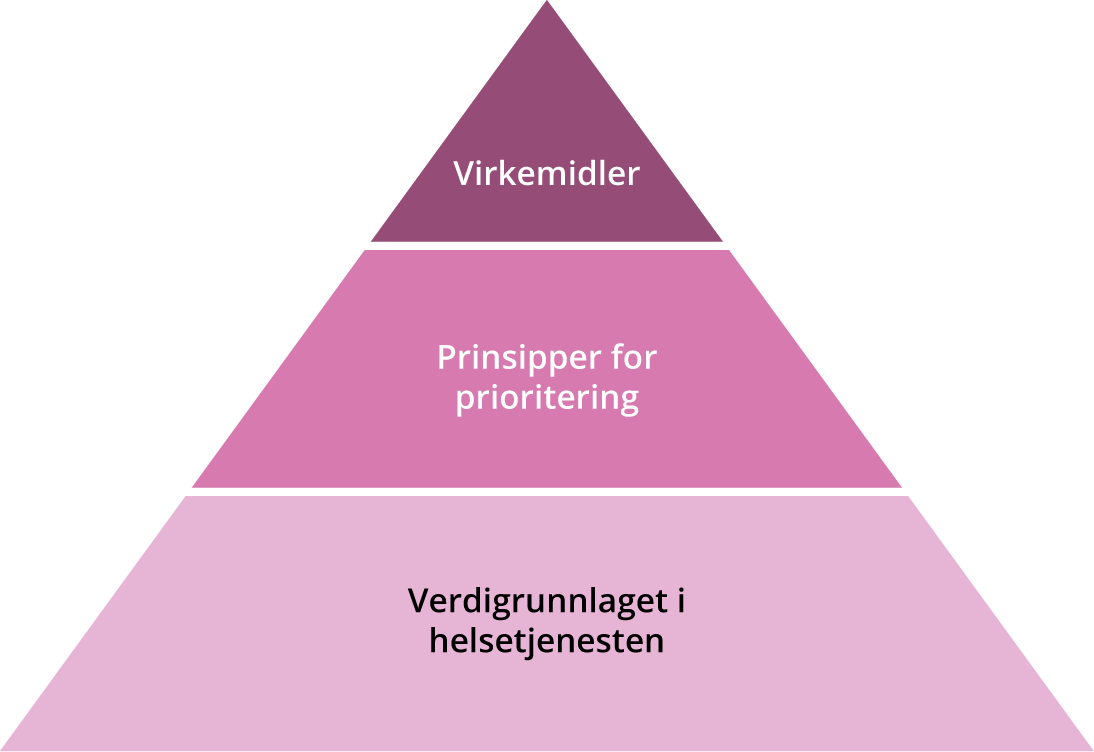 Virkemidler
Prinsipper for
prioritering
Verdigrunnlaget i
helsetjenesten